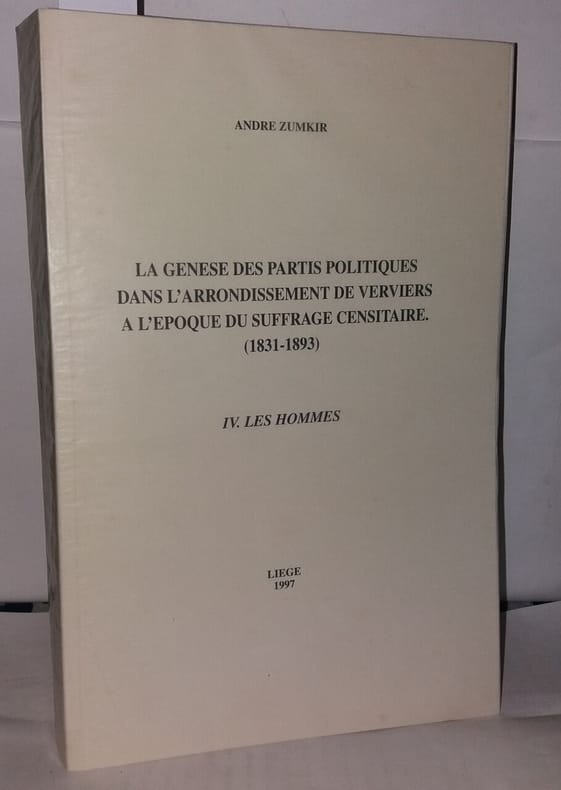 ANDRE ZUMKIR
LA GENESE DES PARTIS POLITIQUES
DANS L'ARRONDISSEMENT DE VERVIERS
A L'EPOQUE DU SUFFRAGE CENSITAIRE.
(1831-1893)
IV. LES HOMMES
LIEGE
1997